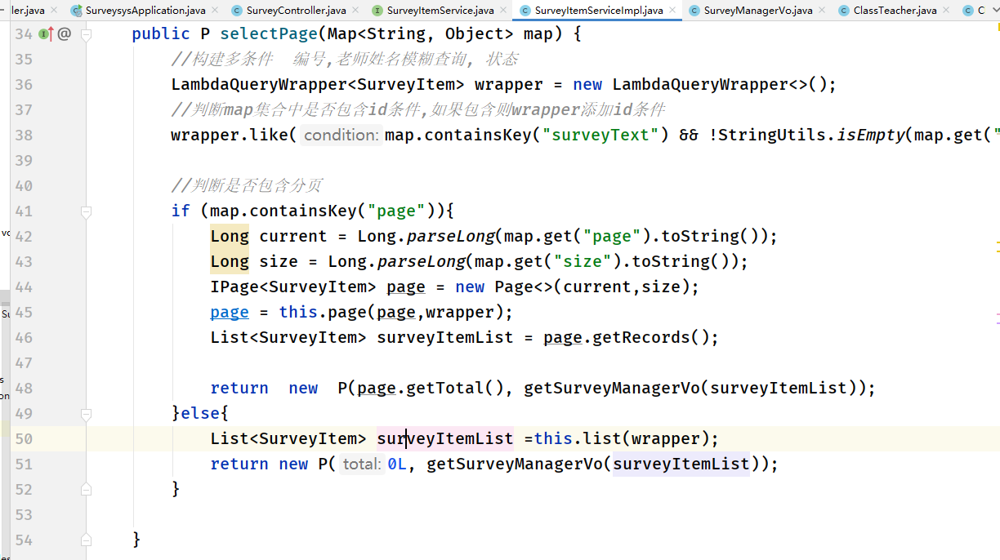 ler.java SurveysysApplication.java SurveyController.java SurveyItemService.java SurveyItemServiceImpl.java SurveyManagerVo.java ClassTeacher.java C
34 @ public P selectPage(Map<String, Object> map) {
35 //构建多条件 编号,老师姓名模糊查询, 状态
36 LambdaQueryWrapper<SurveyItem> wrapper = new LambdaQueryWrapper<>();
37 //判断map集合中是否包含id条件,如果包含则wrapper添加id条件
38 wrapper.like( condition: map.containsKey("surveyText") && !StringUtils.isEmpty(map.get("
39
40 //判断是否包含分页
41 if (map.containsKey("page")){
42 Long current = Long.parseLong(map.get("page").toString());
43 Long size = Long.parseLong(map.get("size").toString());
44 IPage<SurveyItem> page = new Page<>(current,size);
45 page = this.page(page,wrapper);
46 List<SurveyItem> surveyItemList = page.getRecords();
47
48 return new P(page.getTotal(), getSurveyManagerVo(surveyItemList));
49 }else{
50 List<SurveyItem> surveyItemList =this.list(wrapper);
51 return new P( total: 0L, getSurveyManagerVo(surveyItemList));
52 }
53
54 }